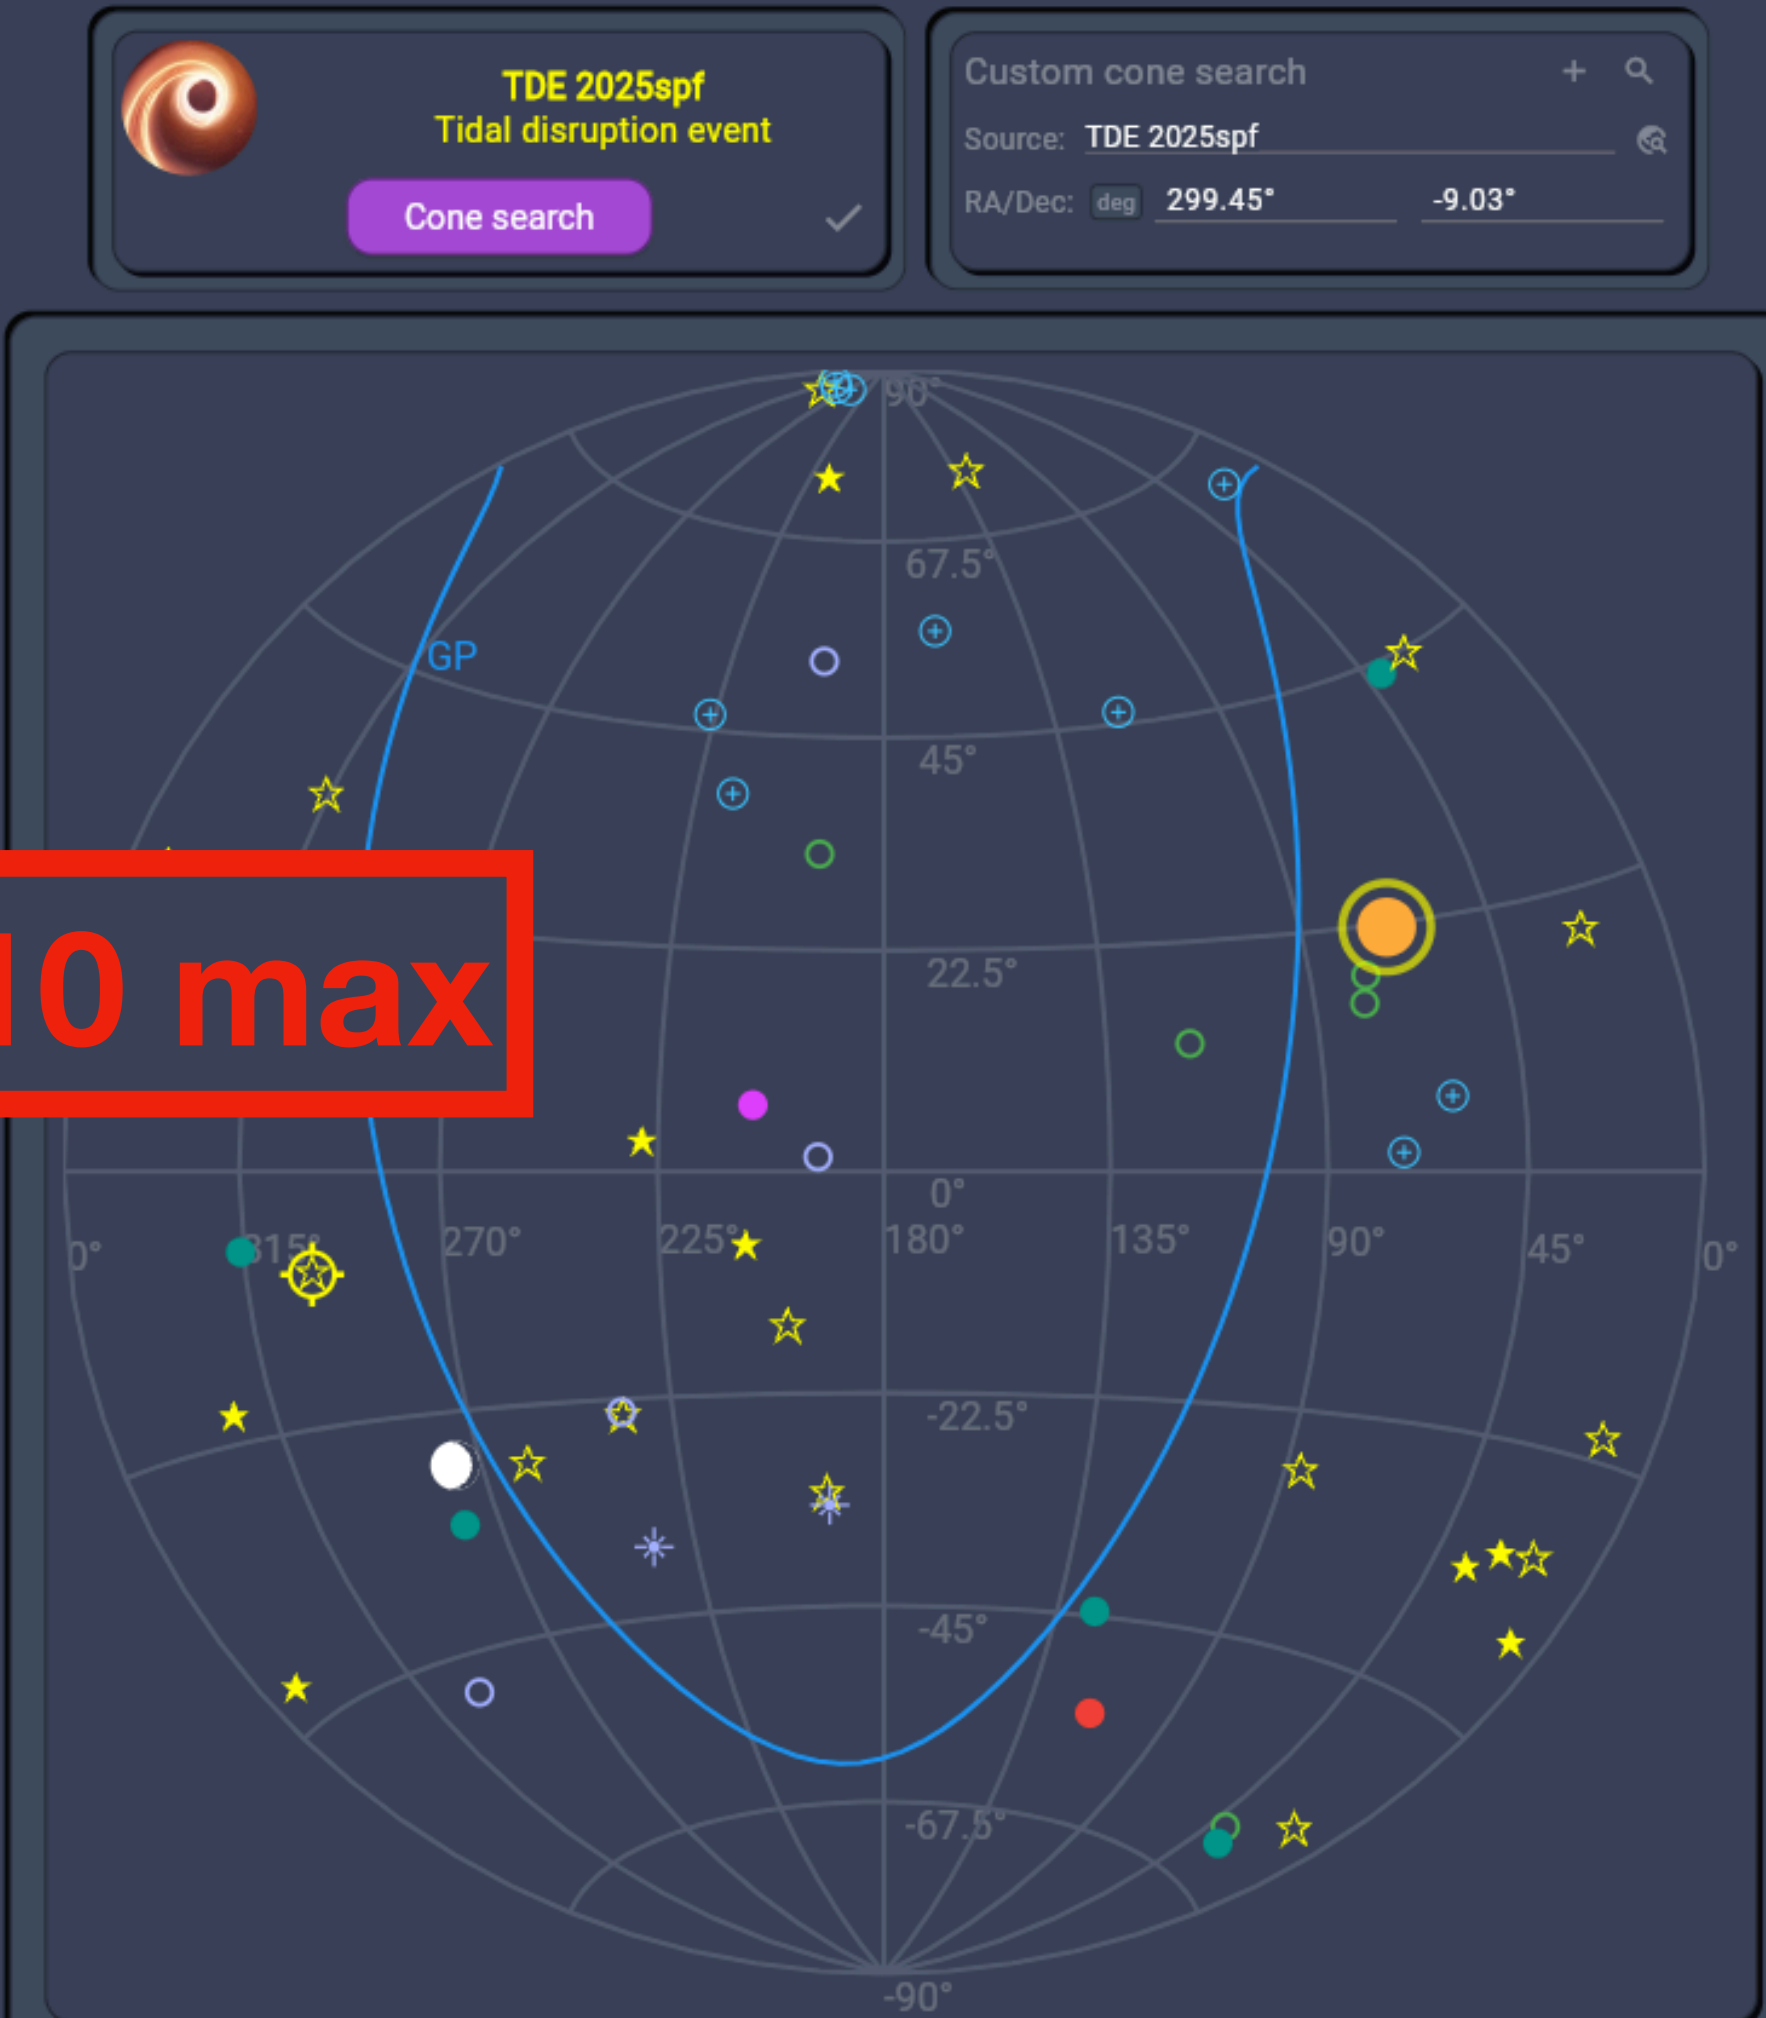 TDE 2025spf
Tidal disruption event
Cone search
Custom cone search
Source: TDE 2025spf
RA/Dec: deg 299.45° -9.03°
90°
67.5°
GP
45°
10 max
22.5°
0°
0° 315° 270° 225° 180° 135° 90° 45° 0°
-22.5°
-45°
-67.5°
-90°